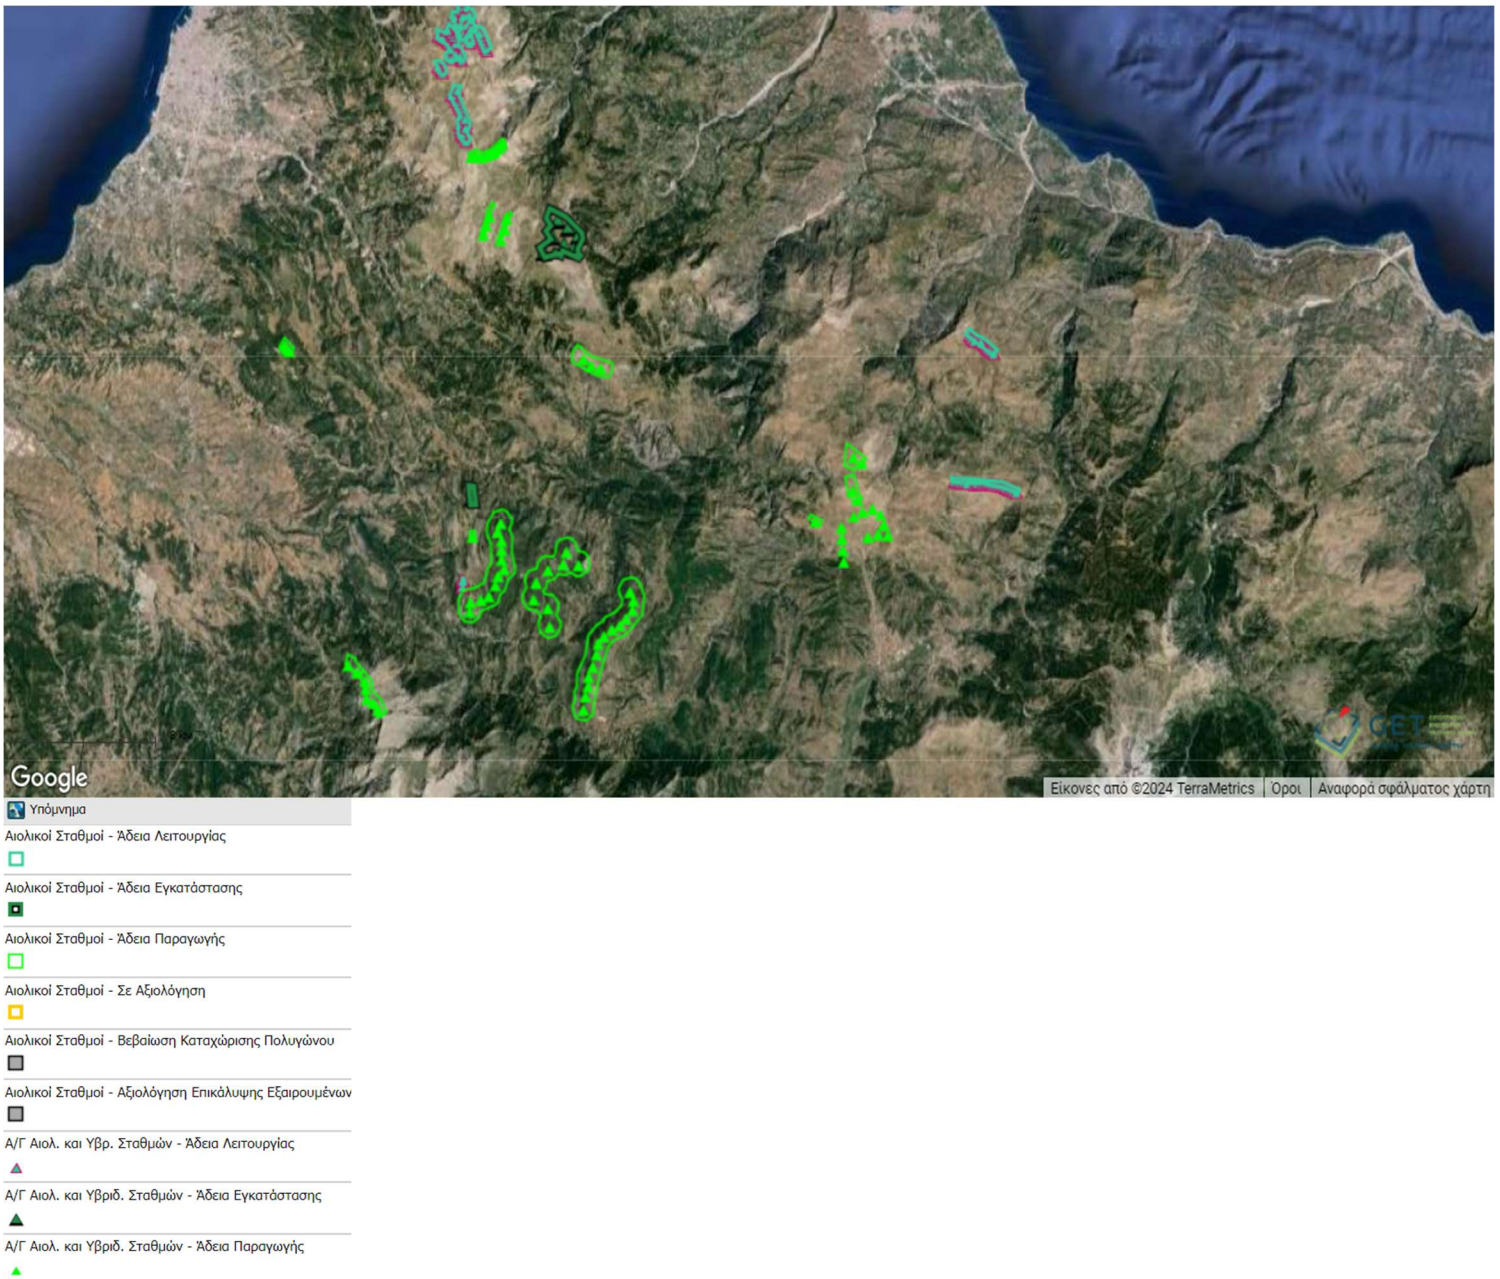 GET
Google
Εικόνες από ©2024 TerraMetrics
Όροι
Αναφορά σφάλματος χάρτη
Υπόμνημα
Αιολικοί Σταθμοί - Άδεια Λειτουργίας
Αιολικοί Σταθμοί - Άδεια Εγκατάστασης
Αιολικοί Σταθμοί - Άδεια Παραγωγής
Αιολικοί Σταθμοί - Σε Αξιολόγηση
Αιολικοί Σταθμοί - Βεβαίωση Καταχώρισης Πολυγώνου
Αιολικοί Σταθμοί - Αξιολόγηση Επικάλυψης Εξαιρουμένων
Α/Γ Αιολ. και Υβρ. Σταθμών - Άδεια Λειτουργίας
Α/Γ Αιολ. και Υβριδ. Σταθμών - Άδεια Εγκατάστασης
Α/Γ Αιολ. και Υβριδ. Σταθμών - Άδεια Παραγωγής